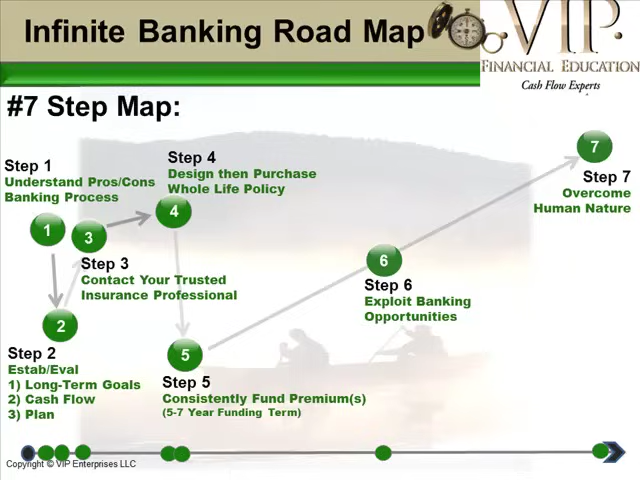 Infinite Banking Road Map
VIP.
FINANCIAL EDUCATION
Cash Flow Experts
#7 Step Map:
Step 1
Understand Pros/Cons
Banking Process
Step 4
Design then Purchase
Whole Life Policy
7
Step 7
Overcome
Human Nature
1
3
4
Step 3
Contact Your Trusted
Insurance Professional
6
Step 6
Exploit Banking
Opportunities
2
Step 2
Estab/Eval
1) Long-Term Goals
2) Cash Flow
3) Plan
5
Step 5
Consistently Fund Premium(s)
(5-7 Year Funding Term)
Copyright © VIP Enterprises LLC